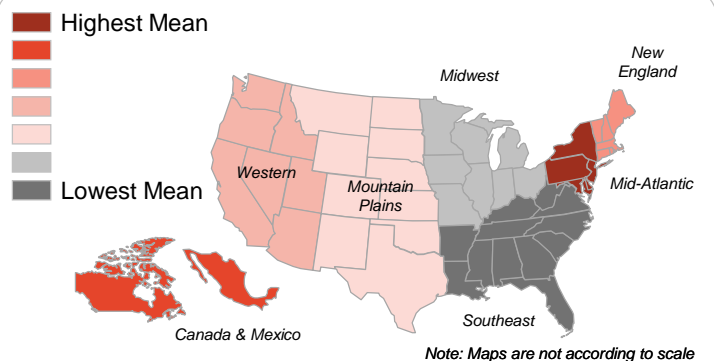 Highest Mean
New
England
Midwest
Western
Mountain
Plains
Mid-Atlantic
Lowest Mean
Southeast
Canada & Mexico
Note: Maps are not according to scale